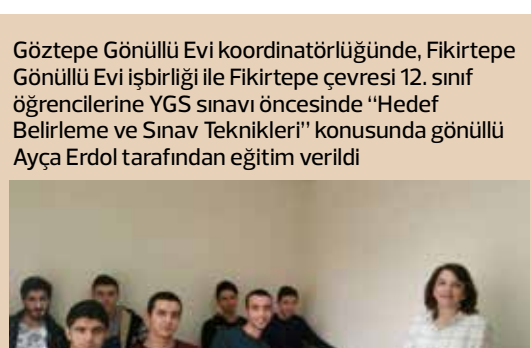 Göztepe Gönüllü Evi koordinatörlüğünde, Fikirtepe
Gönüllü Evi işbirliği ile Fikirtepe çevresi 12. sınıf
öğrencilerine YGS sınavı öncesinde “Hedef
Belirleme ve Sınav Teknikleri” konusunda gönüllü
Ayça Erdol tarafından eğitim verildi